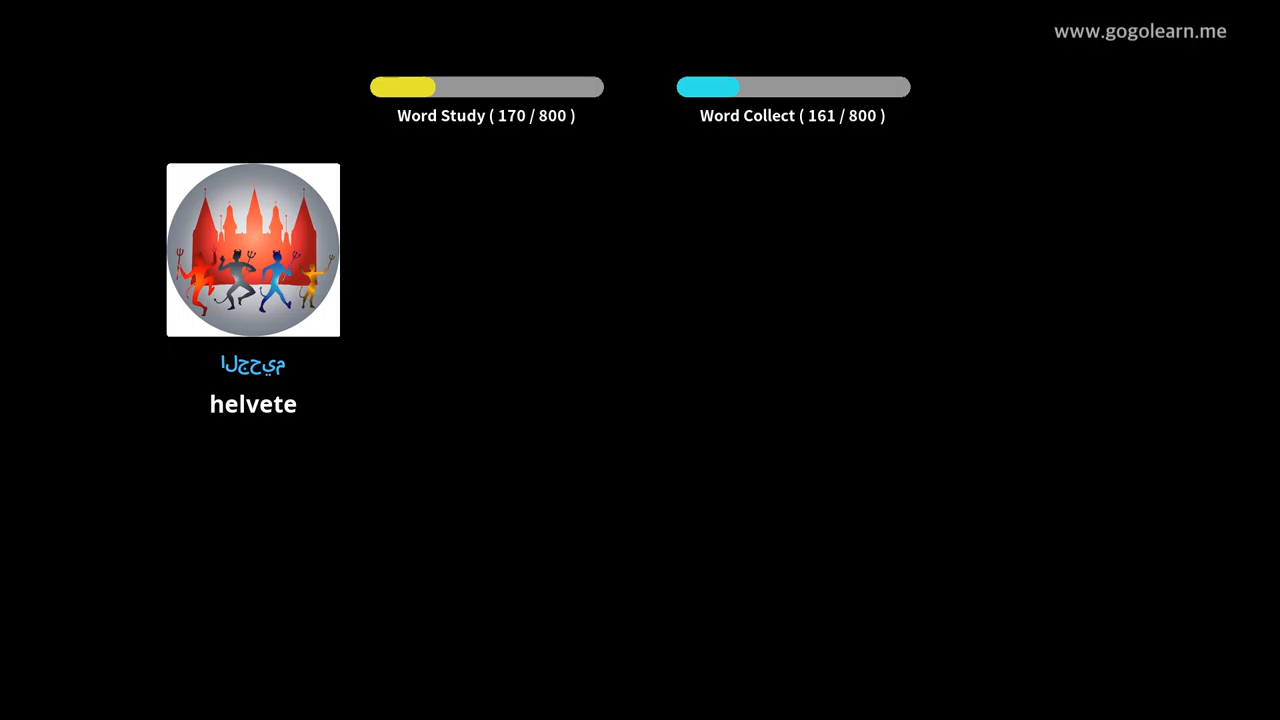 www.gogolearn.me
Word Study ( 170 / 800 )
Word Collect ( 161 / 800 )
الجحيم
helvete